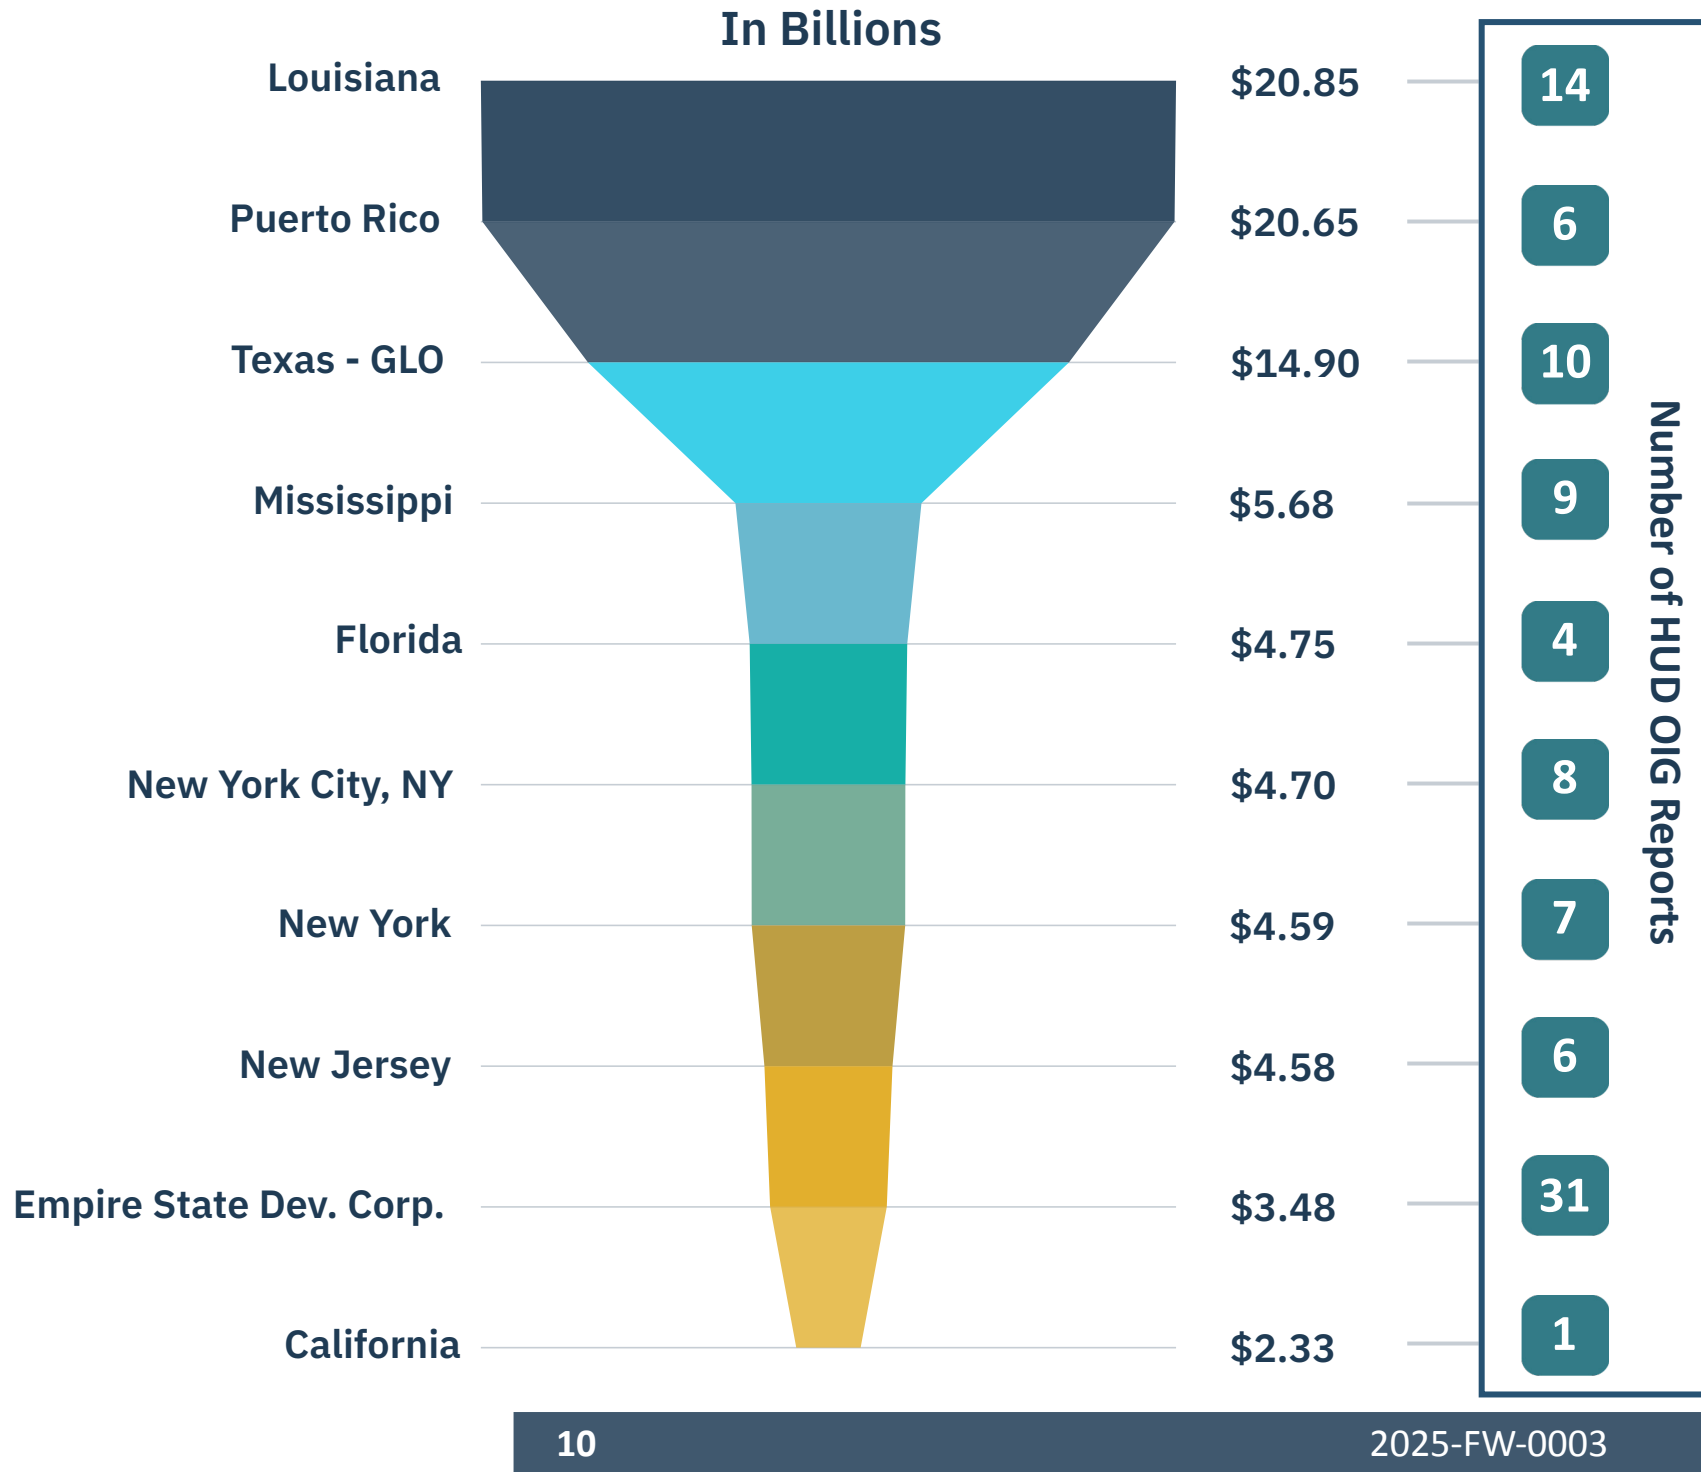 In Billions
Louisiana $20.85 14
Puerto Rico $20.65 6
Texas - GLO $14.90 10
Mississippi $5.68 9
Florida $4.75 4
New York City, NY $4.70 8
New York $4.59 7
New Jersey $4.58 6
Empire State Dev. Corp. $3.48 31
California $2.33 1
Number of HUD OIG Reports
10 2025-FW-0003